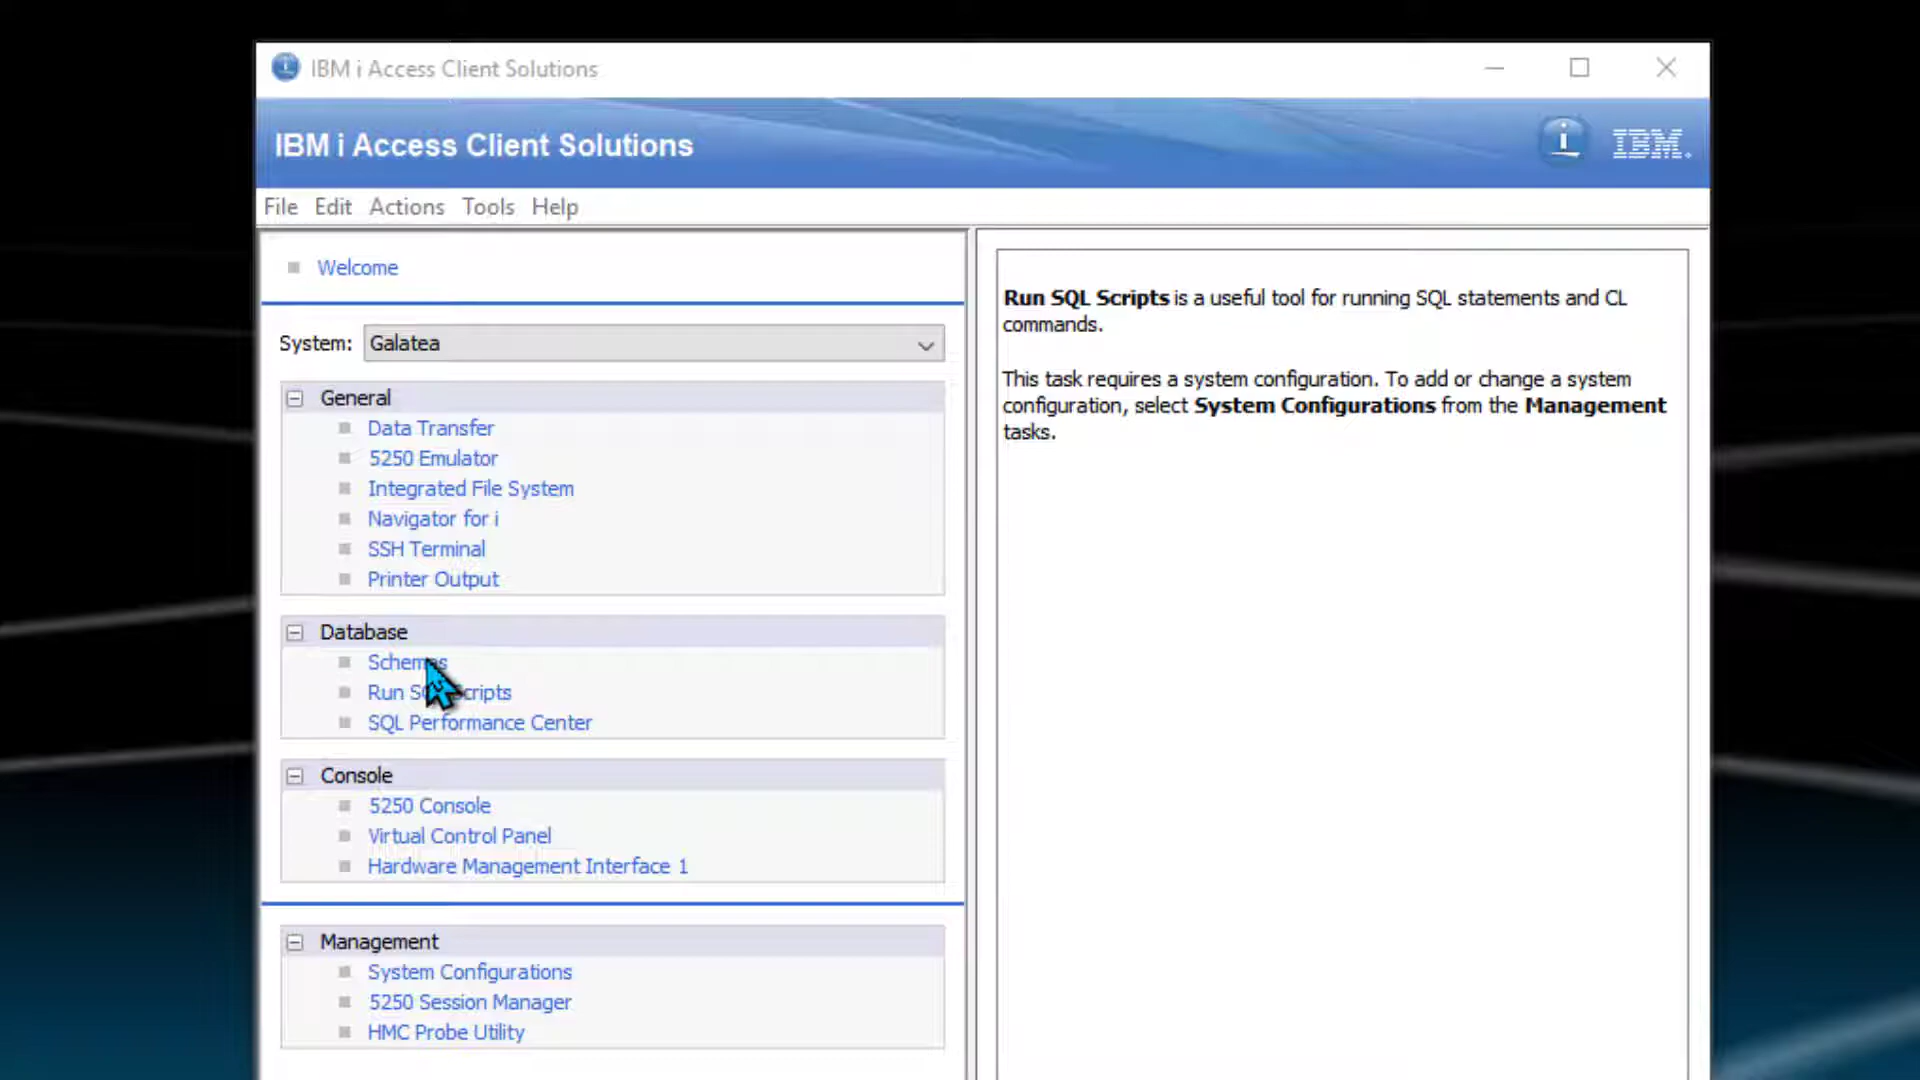 IBM i Access Client Solutions
IBM i Access Client Solutions
IBM
File Edit Actions Tools Help
Welcome
System: Galatea
General
Data Transfer
5250 Emulator
Integrated File System
Navigator for i
SSH Terminal
Printer Output
Database
Schemas
Run SQL Scripts
SQL Performance Center
Console
5250 Console
Virtual Control Panel
Hardware Management Interface 1
Management
System Configurations
5250 Session Manager
HMC Probe Utility
Run SQL Scripts is a useful tool for running SQL statements and CL
commands.
This task requires a system configuration. To add or change a system
configuration, select System Configurations from the Management
tasks.